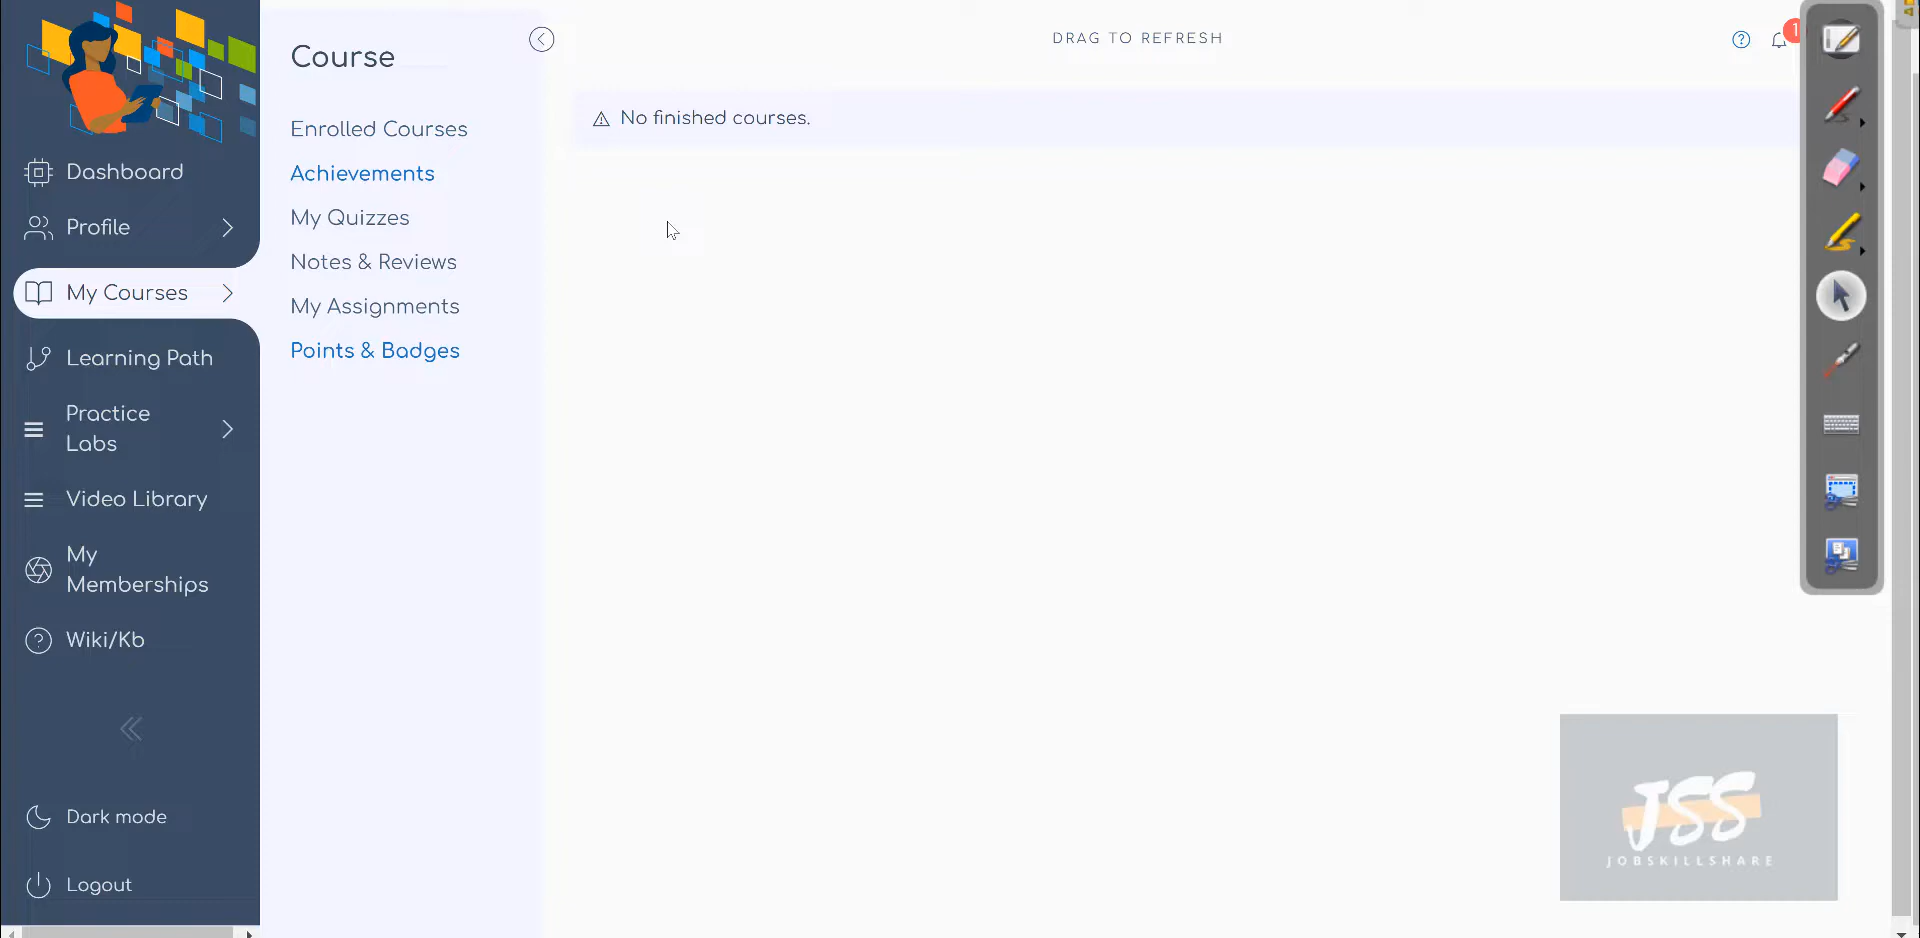 Dashboard
Profile
My Courses
Learning Path
Practice
Labs
Video Library
My
Memberships
Wiki/Kb
Dark mode
Logout
Course
Enrolled Courses
Achievements
My Quizzes
Notes & Reviews
My Assignments
Points & Badges
DRAG TO REFRESH
1
No finished courses.
JSS
JOBSKILLSHARE